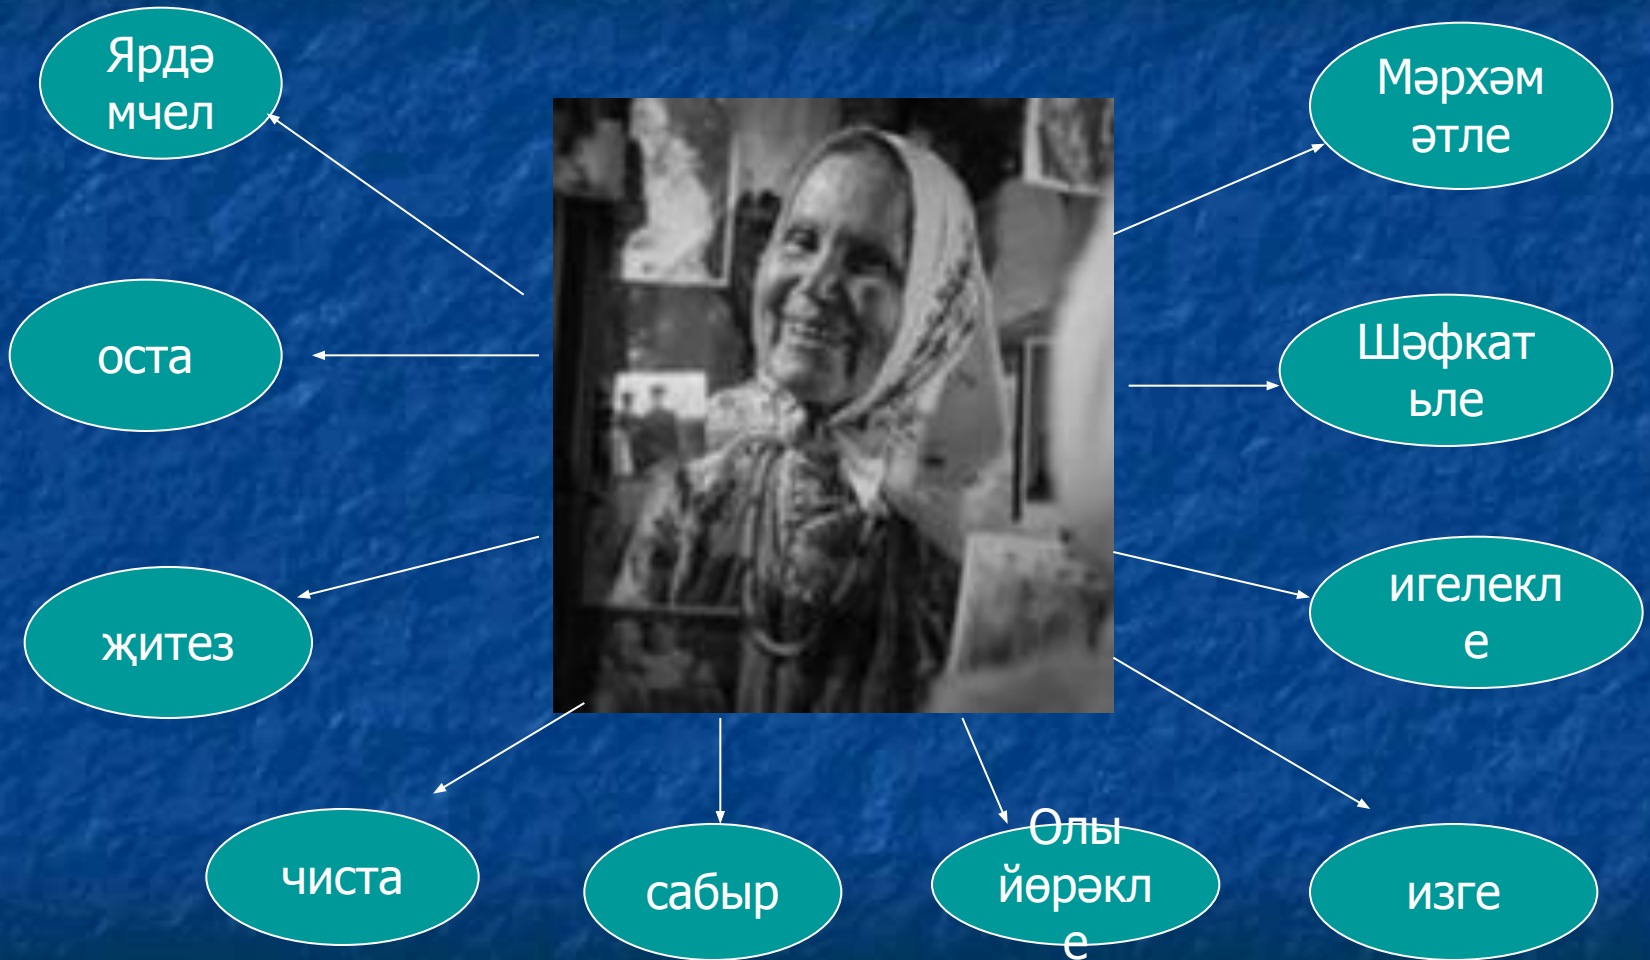 Ярдә
мчел
Мәрхәм
әтле
оста
Шәфкат
ьле
җитез
игелекл
е
чиста
сабыр
Олы
йөрәкл
е
изге